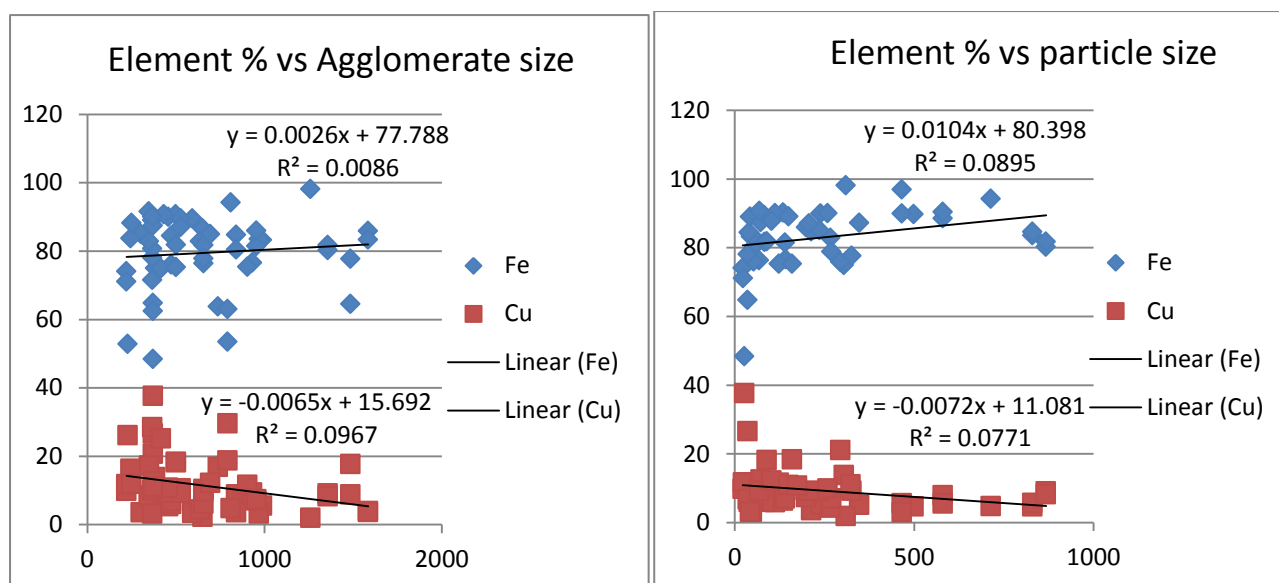 Element % vs Agglomerate size
120
100
80
60
40
20
0
0
1000
2000
y = 0.0026x + 77.788
R² = 0.0086
y = -0.0065x + 15.692
R² = 0.0967
Fe
Cu
Linear (Fe)
Linear (Cu)
Element % vs particle size
120
100
80
60
40
20
0
0
500
1000
y = 0.0104x + 80.398
R² = 0.0895
y = -0.0072x + 11.081
R² = 0.0771
Fe
Cu
Linear (Fe)
Linear (Cu)